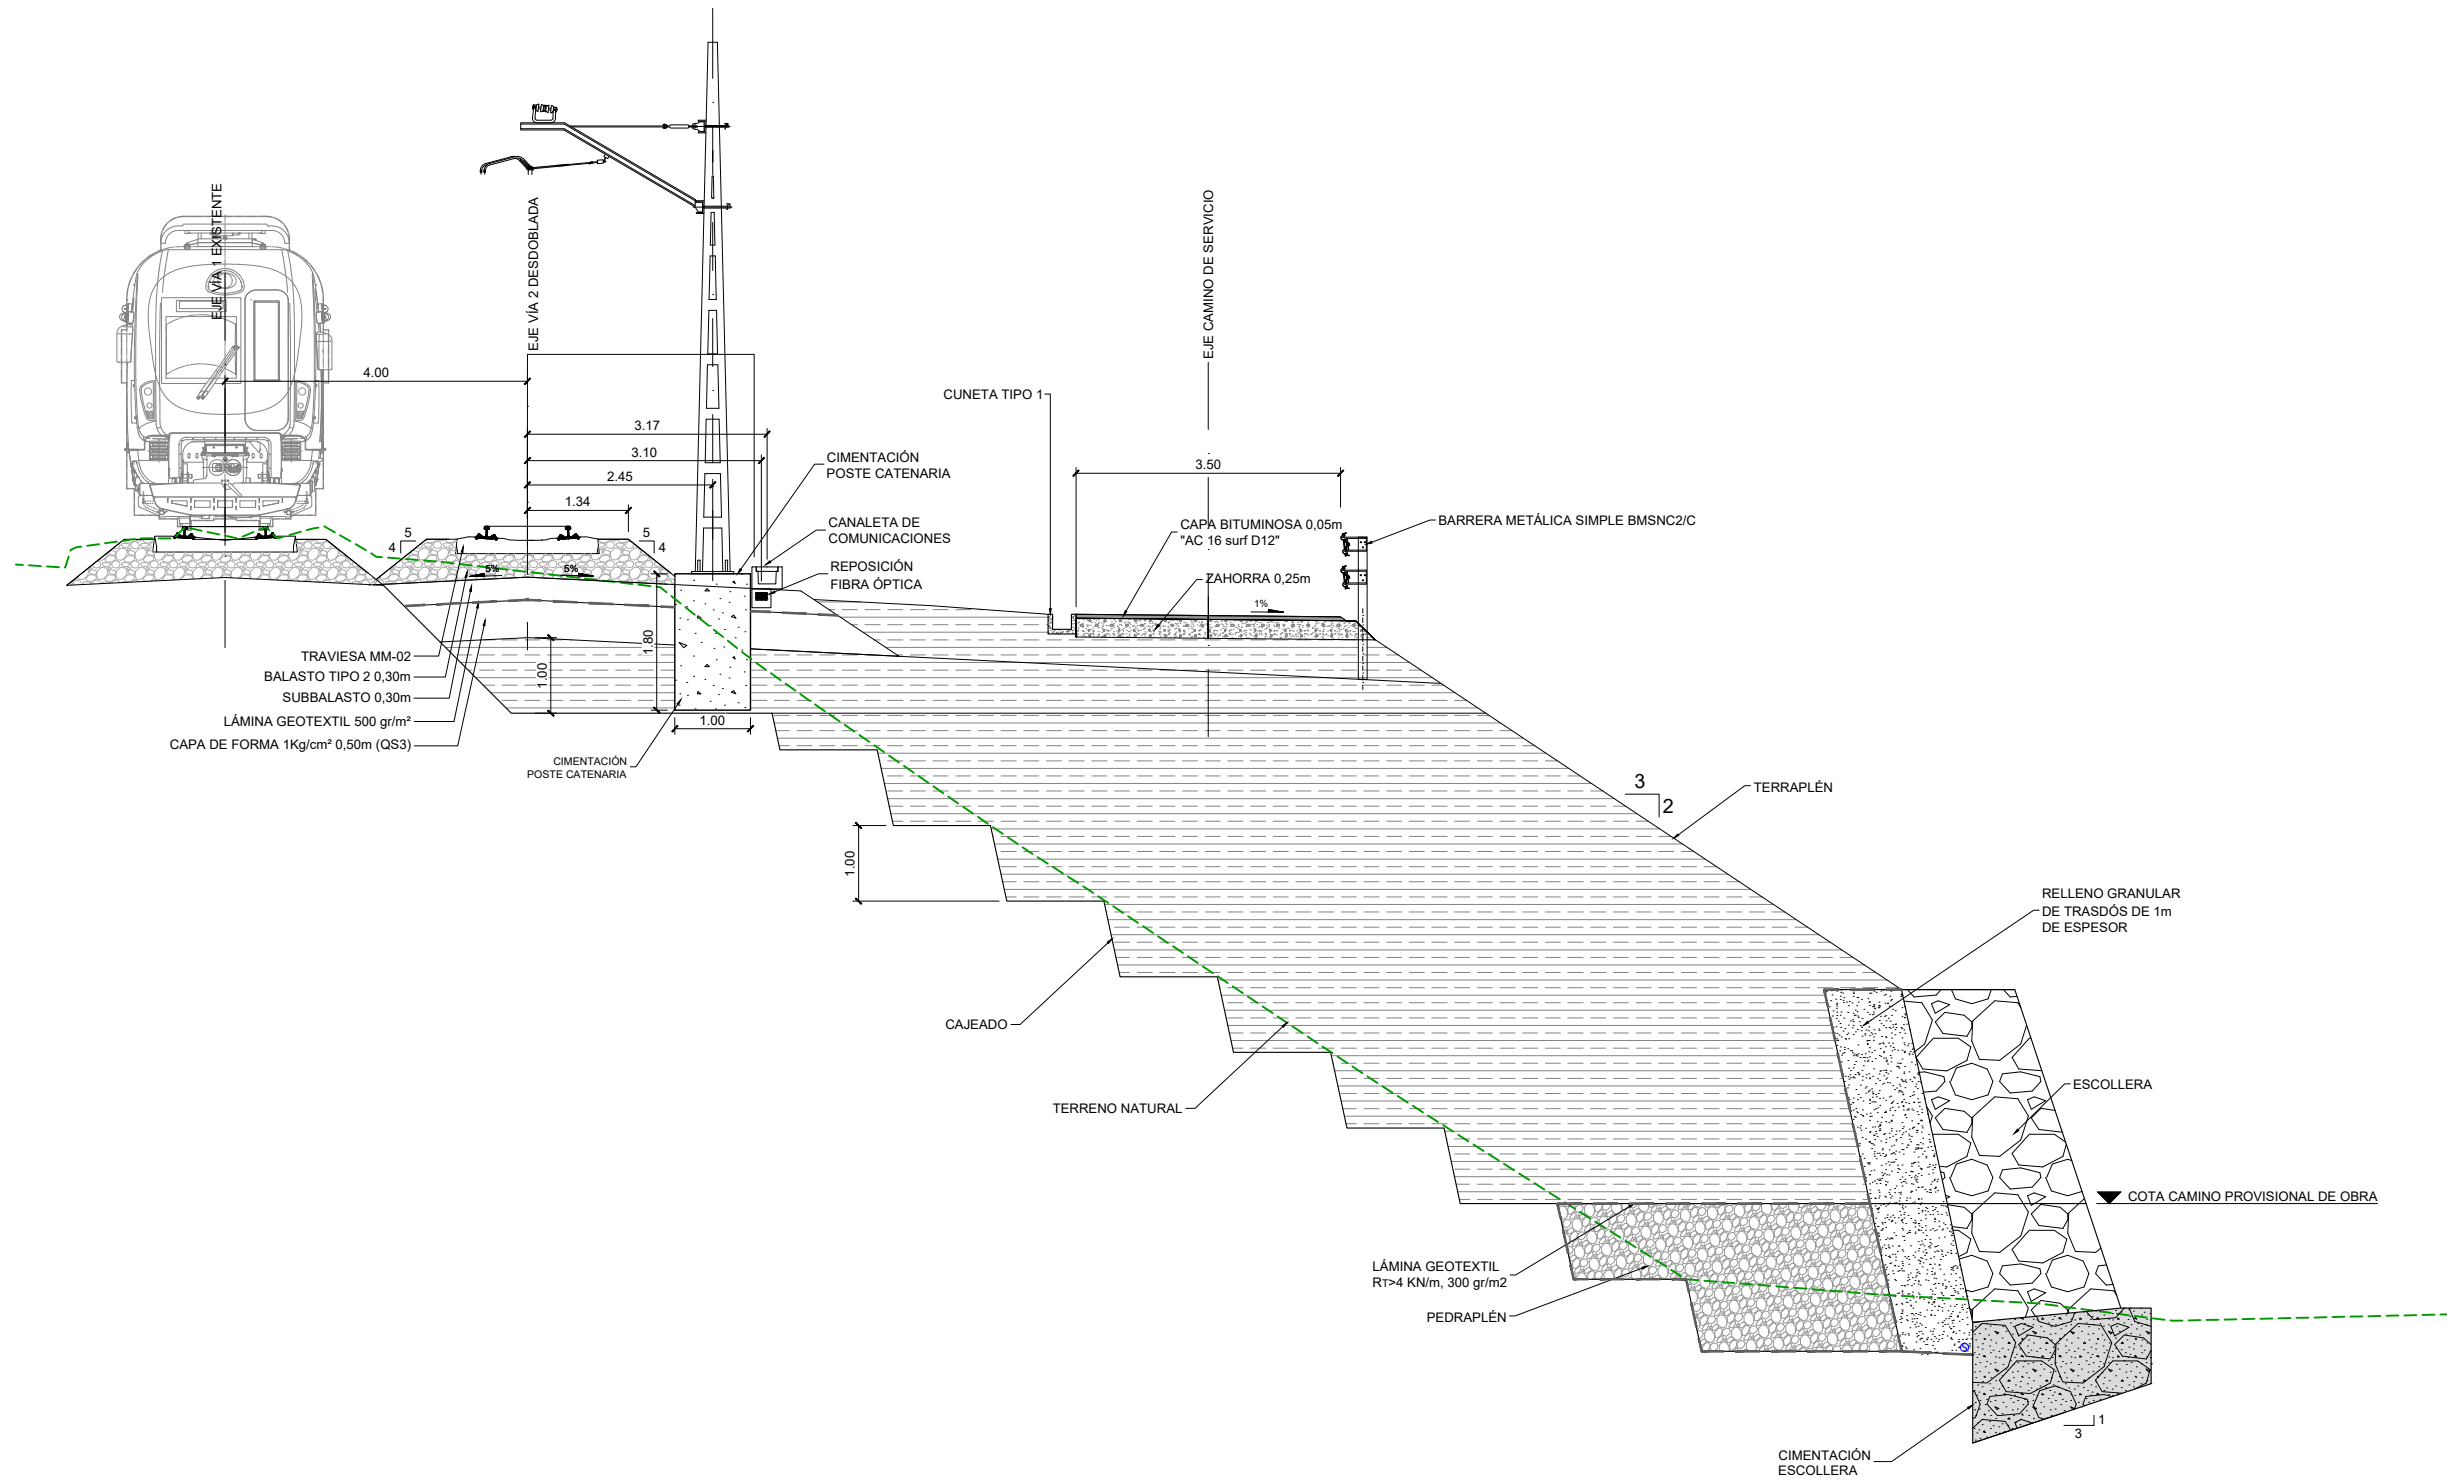 EJE VÍA 1 EXISTENTE
EJE VÍA 2 DESDOBLADA
EJE CAMINO DE SERVICIO
4.00
3.17
3.10
2.45
1.34
CIMENTACIÓN
POSTE CATENARIA
CANALETA DE
COMUNICACIONES
REPOSICIÓN
FIBRA ÓPTICA
CUNETA TIPO 1
3.50
CAPA BITUMINOSA 0,05m
"AC 16 surf D12"
ZAHORRA 0,25m
1%
BARRERA METÁLICA SIMPLE BMSNC2/C
5
4
5
4
5%
5%
TRAVIESA MM-02
BALASTO TIPO 2 0,30m
SUBBALASTO 0,30m
LÁMINA GEOTEXTIL 500 gr/m²
CAPA DE FORMA 1Kg/cm² 0,50m (QS3)
1.00
1.80
1.00
CIMENTACIÓN
POSTE CATENARIA
1.00
3
2
TERRAPLÉN
RELLENO GRANULAR
DE TRASDÓS DE 1m
DE ESPESOR
CAJEADO
TERRENO NATURAL
ESCOLLERA
COTA CAMINO PROVISIONAL DE OBRA
LÁMINA GEOTEXTIL
RT>4 KN/m, 300 gr/m2
PEDRAPLÉN
1
3
CIMENTACIÓN
ESCOLLERA